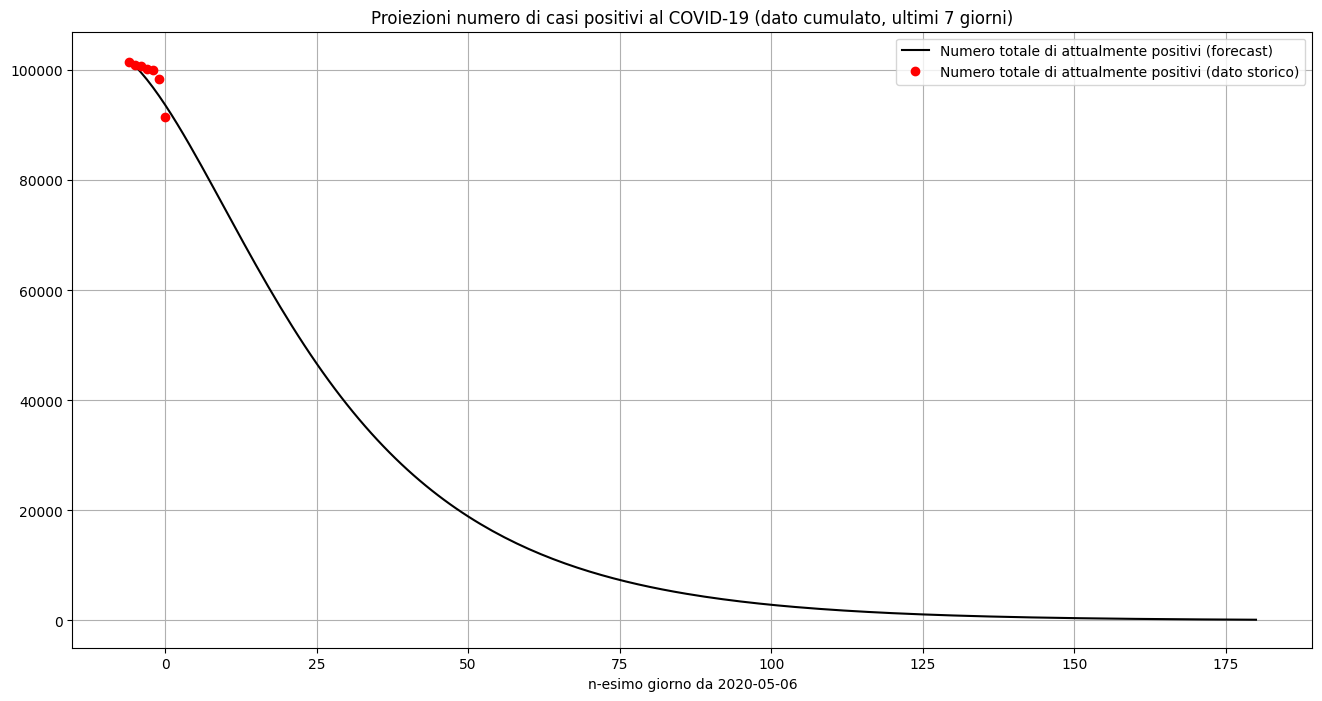 Proiezioni numero di casi positivi al COVID-19 (dato cumulato, ultimi 7 giorni)
Numero totale di attualmente positivi (forecast)
Numero totale di attualmente positivi (dato storico)
100000
80000
60000
40000
20000
0
0 25 50 75 100 125 150 175
n-esimo giorno da 2020-05-06